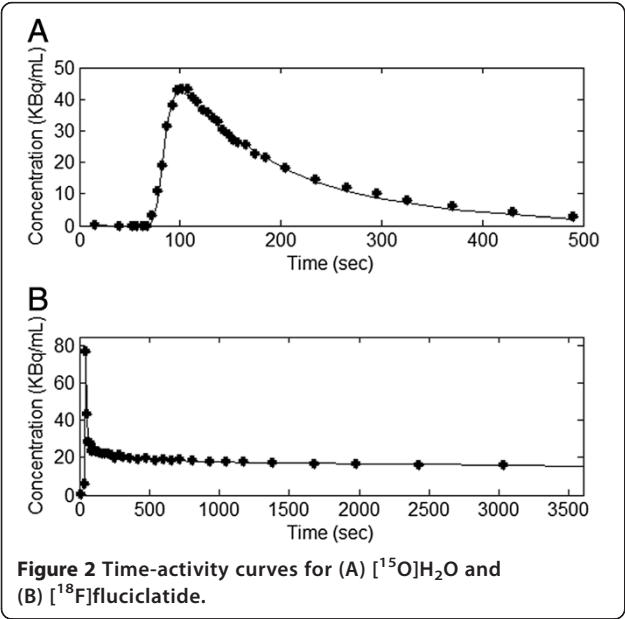 A
Concentration (KBq/mL)
50
40
30
20
10
0
0 100 200 300 400 500
Time (sec)
B
Concentration (KBq/mL)
80
60
40
20
0
0 500 1000 1500 2000 2500 3000 3500
Time (sec)
Figure 2 Time-activity curves for (A) [¹⁵O]H₂O and
(B) [¹⁸F]fluciclatide.